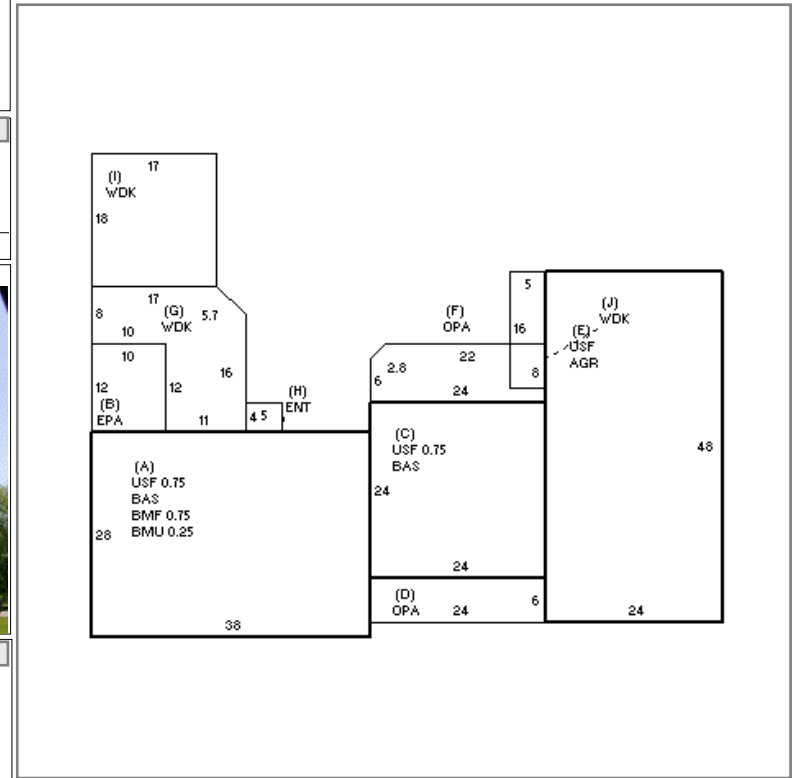 17
(I)
WDK
18
17
8
(G)
WDK
5.7
10
10
12
(B)
EPA
12
16
11
4 5
(H)
ENT
(F)
OPA
2.8
22
6
24
5
16
8
(J)
WDK
(E)
USF
AGR
(A)
USF 0.75
BAS
BMF 0.75
BMU 0.25
28
38
(C)
USF 0.75
BAS
24
24
48
(D)
OPA
24
6
24